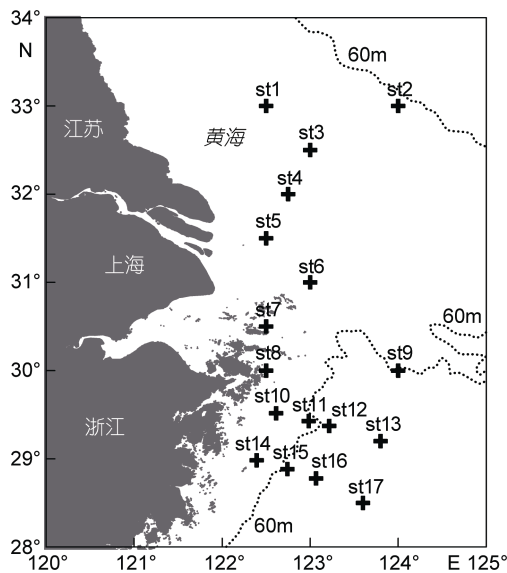 34°
N
60m
st1
st2
33°
江苏
黄海
st3
st4
32°
st5
上海
st6
31°
st7
60m
st8
st9
30°
st10
st11
st12
浙江
st13
st14
st15
st16
29°
st17
60m
28°
120° 121° 122° 123° 124° E 125°